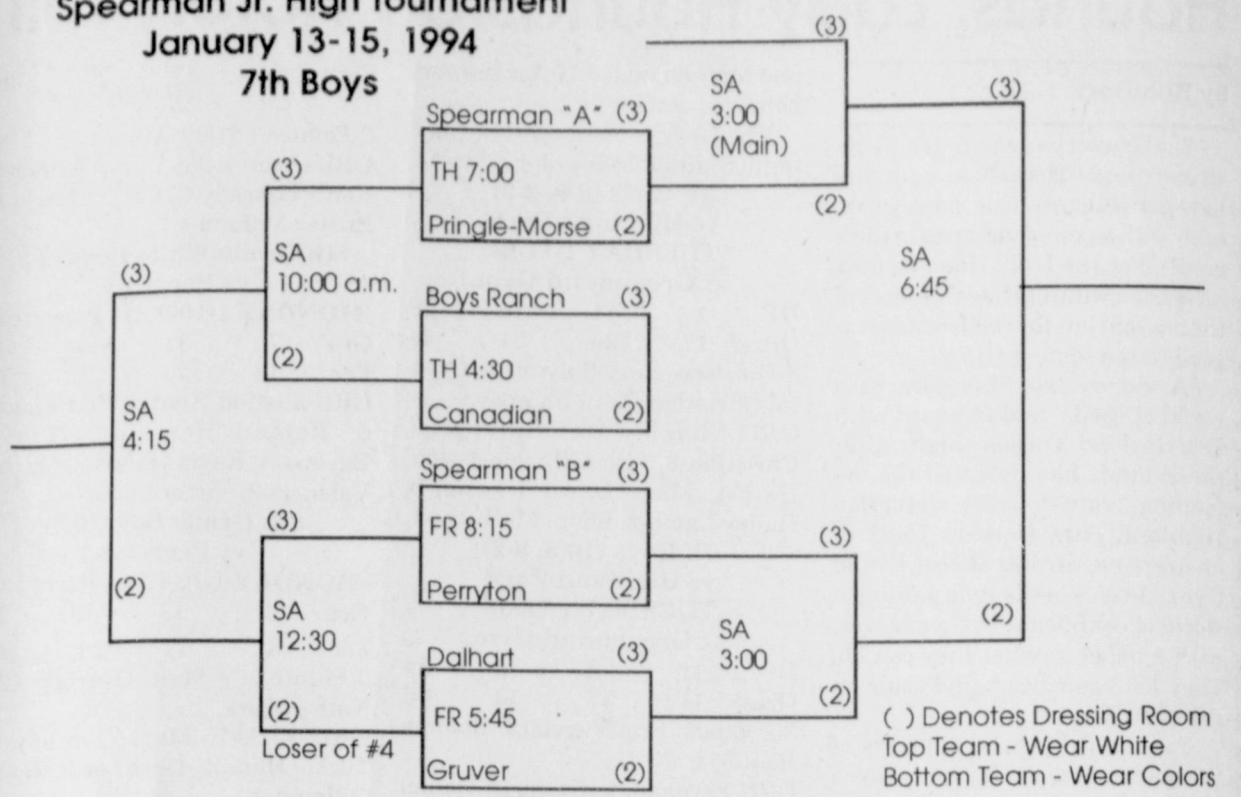 Spearman Jr. High Tournament
January 13-15, 1994
7th Boys
(3)
SA
3:00
(Main)
(2)
(3)
Spearman "A" (3)
TH 7:00
Pringle-Morse (2)
(3)
SA
10:00 a.m.
(2)
Boys Ranch (3)
TH 4:30
Canadian (2)
(3)
SA
4:15
(2)
SA
6:45
Spearman "B" (3)
FR 8:15
Perryton (2)
(3)
SA
12:30
(2)
Loser of #4
Dalhart (3)
FR 5:45
Gruver (2)
(3)
SA
3:00
(2)
(2)
( ) Denotes Dressing Room
Top Team - Wear White
Bottom Team - Wear Colors